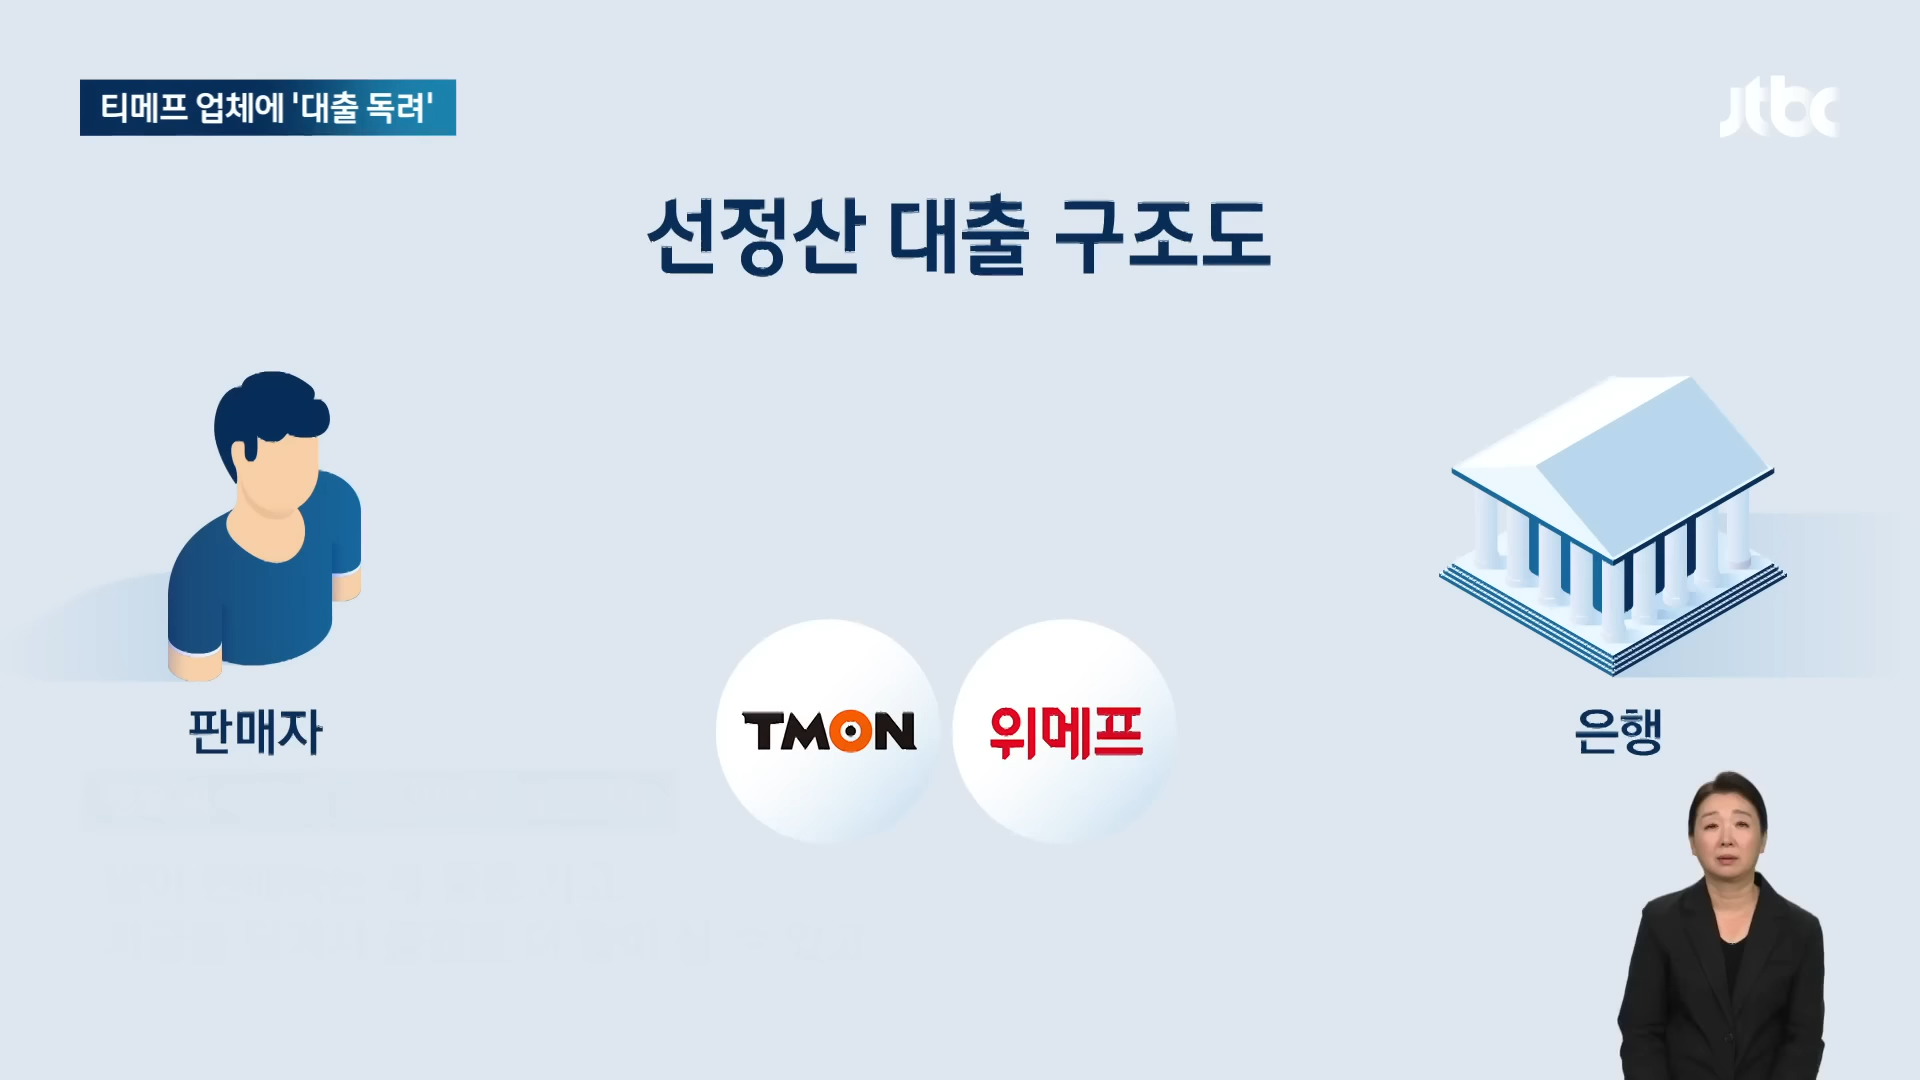 티메프 업체에 '대출 독려'
jtbc
선정산 대출 구조도
판매자
TMON
위메프
은행